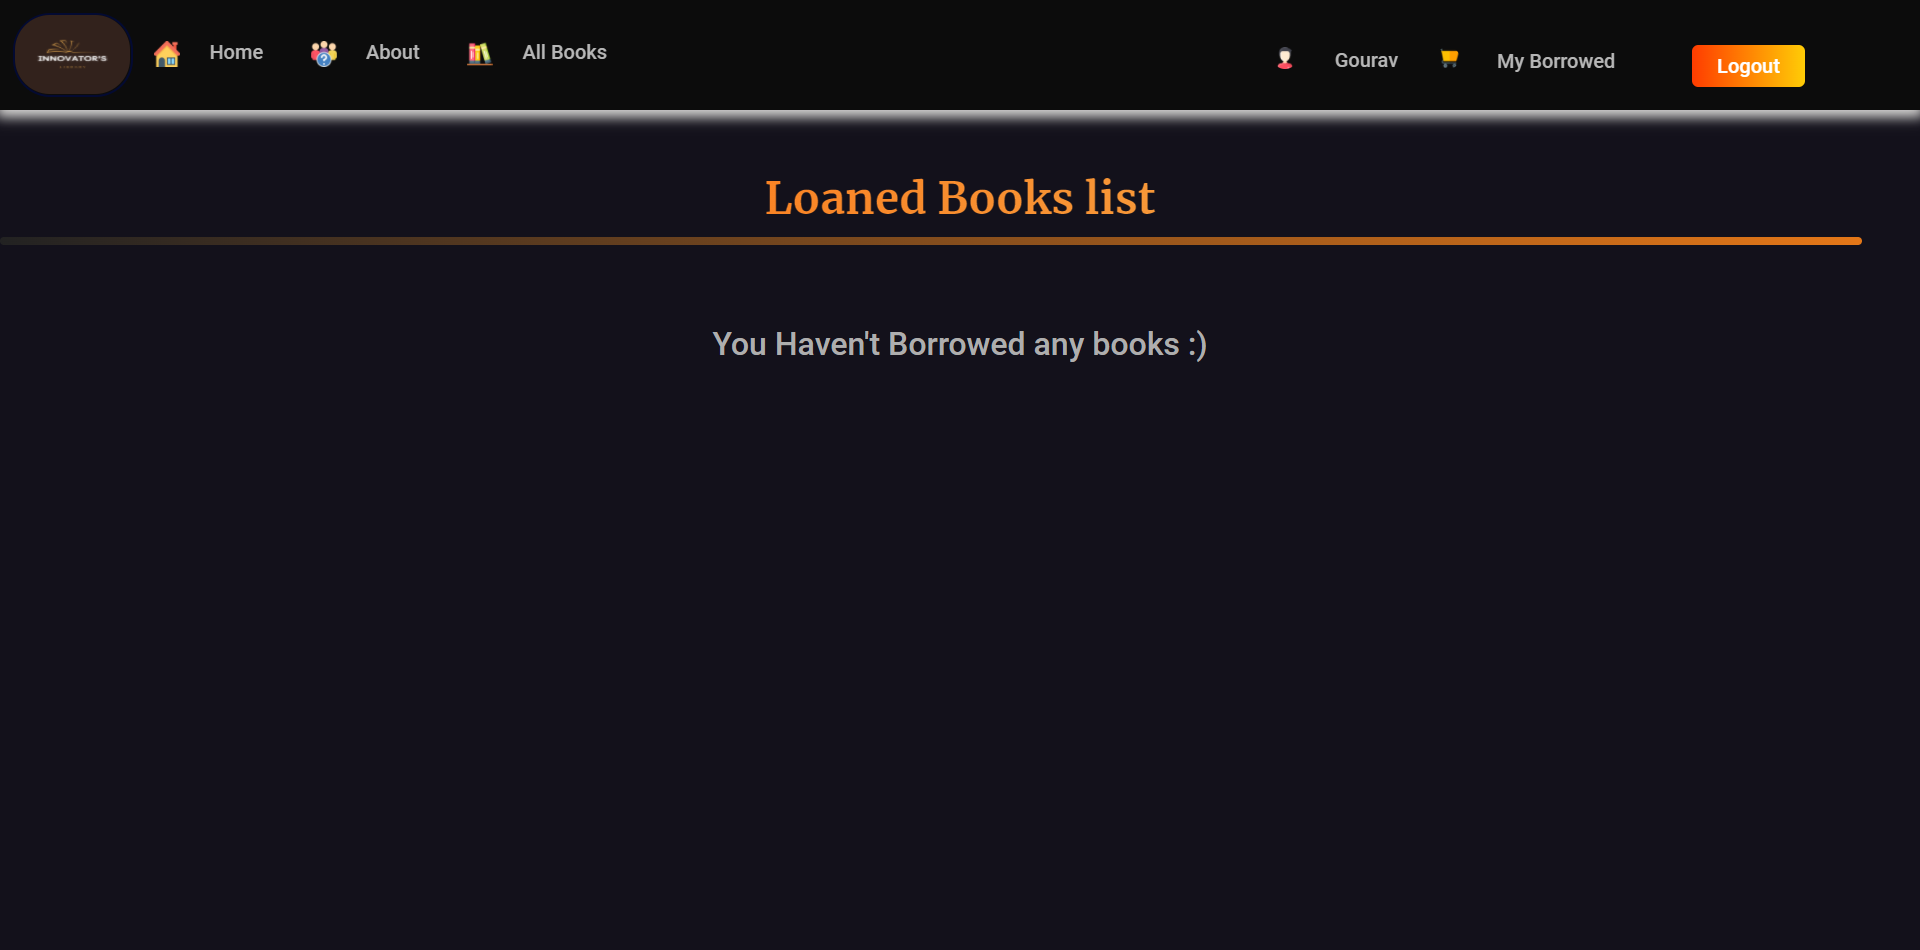 INNOVATOR'S
Home
About
All Books
Gourav
My Borrowed
Logout
Loaned Books list
You Haven't Borrowed any books :)